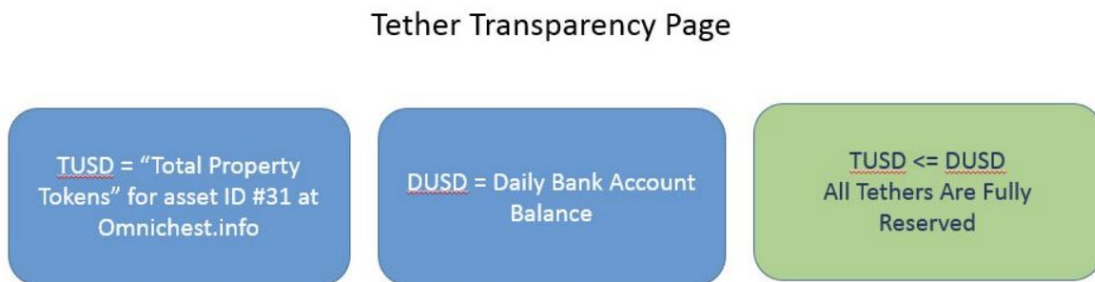 Tether Transparency Page
TUSD = “Total Property
Tokens” for asset ID #31 at
Omnichest.info
DUSD = Daily Bank Account
Balance
TUSD <= DUSD
All Tethers Are Fully
Reserved